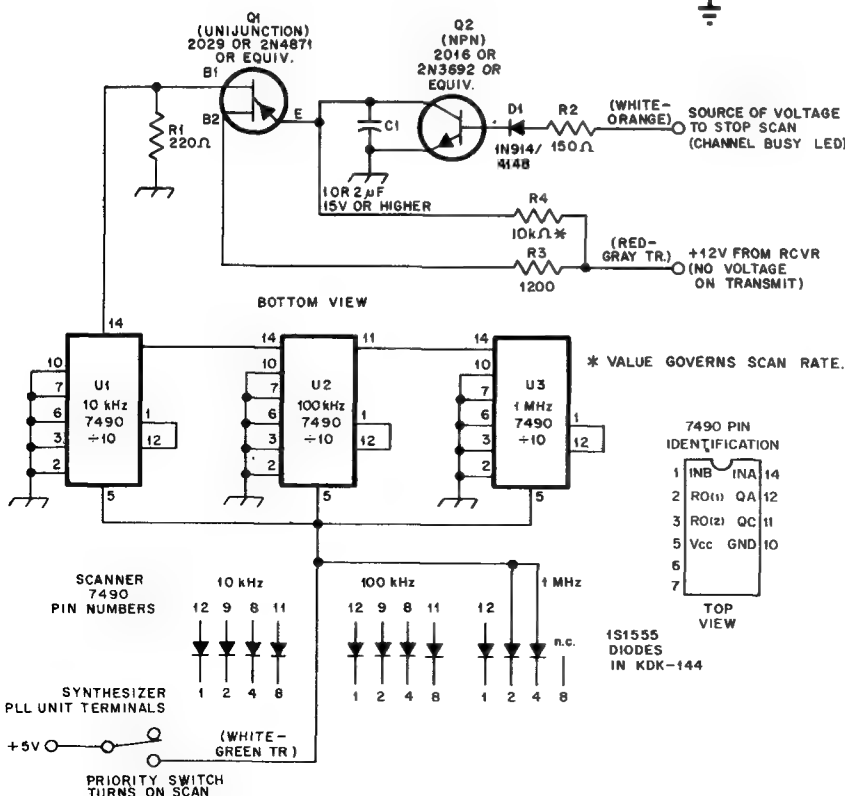 Q1
(UNIJUNCTION)
2029 OR 2N4871
OR EQUIV.
B1
B2
E
R1
220Ω
Q2
(NPN)
2016 OR
2N3692 OR
EQUIV.
C1
1 OR 2 µF
15V OR HIGHER
D1
1N914/
4148
R2
150Ω
(WHITE-
ORANGE)
SOURCE OF VOLTAGE
TO STOP SCAN
(CHANNEL BUSY LED)
R4
10kΩ*
R3
1200
(RED-
GRAY TR.)
+12V FROM RCVR
(NO VOLTAGE
ON TRANSMIT)
BOTTOM VIEW
14
10
7
6
3
2
U1
10 kHz
7490
÷10
1
12
5
14
11
10
7
6
3
2
U2
100kHz
7490
÷10
1
12
5
14
10
7
6
3
2
U3
1 MHz
7490
÷10
1
12
5
* VALUE GOVERNS SCAN RATE.
7490 PIN
IDENTIFICATION
1 INB INA 14
2 RO(1) QA 12
3 RO(2) QC 11
5 Vcc GND 10
6
7
TOP
VIEW
SCANNER
7490
PIN NUMBERS
10 kHz
12 9 8 11
1 2 4 8
100 kHz
12 9 8 11
1 2 4 8
1 MHz
12
n.c.
1 2 4 8
1S1555
DIODES
IN KDK-144
SYNTHESIZER
PLL UNIT TERMINALS
+5V
(WHITE-
GREEN TR)
PRIORITY SWITCH
TURNS ON SCAN